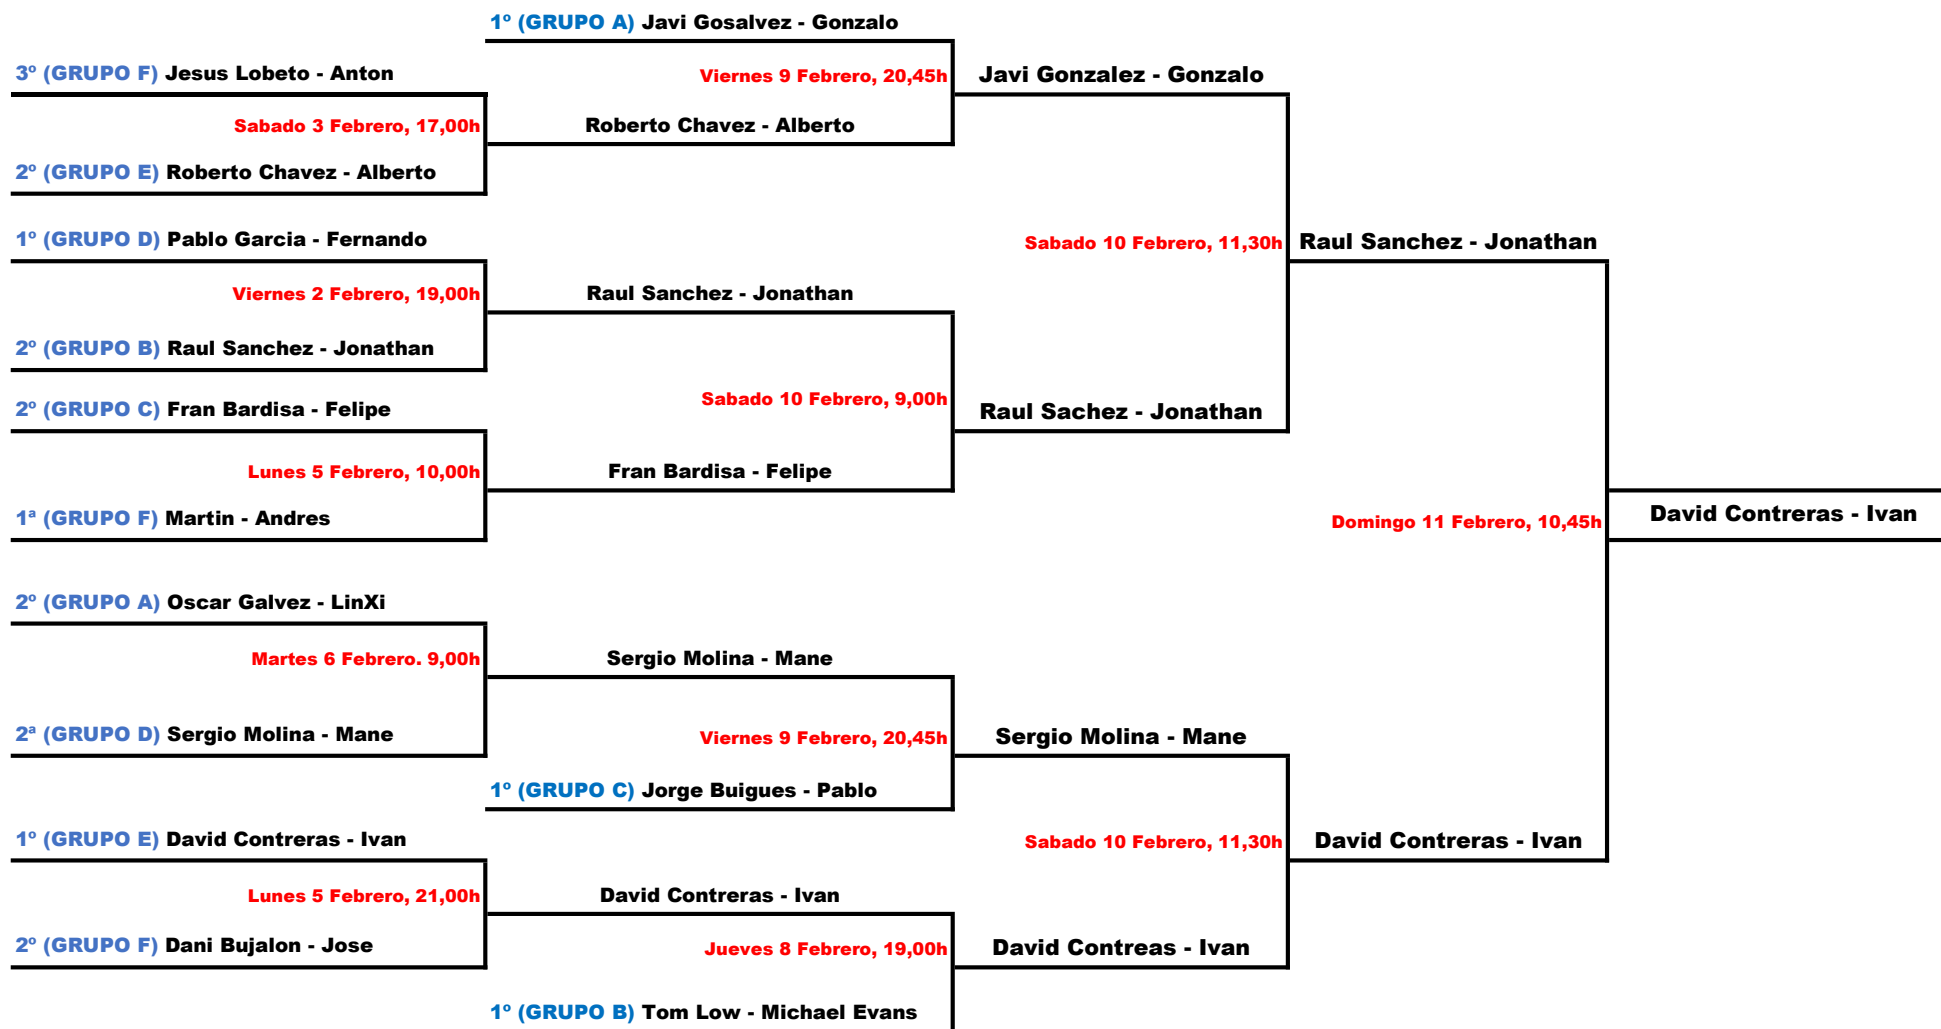 1º (GRUPO A) Javi Gosalvez - Gonzalo
3º (GRUPO F) Jesus Lobeto - Anton
Viernes 9 Febrero, 20,45h
Javi Gonzalez - Gonzalo
Sabado 3 Febrero, 17,00h
Roberto Chavez - Alberto
2º (GRUPO E) Roberto Chavez - Alberto
1º (GRUPO D) Pablo Garcia - Fernando
Sabado 10 Febrero, 11,30h
Raul Sanchez - Jonathan
Viernes 2 Febrero, 19,00h
Raul Sanchez - Jonathan
2º (GRUPO B) Raul Sanchez - Jonathan
Sabado 10 Febrero, 9,00h
2º (GRUPO C) Fran Bardisa - Felipe
Raul Sachez - Jonathan
Lunes 5 Febrero, 10,00h
Fran Bardisa - Felipe
1ª (GRUPO F) Martin - Andres
Domingo 11 Febrero, 10,45h
David Contreras - Ivan
2º (GRUPO A) Oscar Galvez - LinXi
Martes 6 Febrero. 9,00h
Sergio Molina - Mane
2ª (GRUPO D) Sergio Molina - Mane
Viernes 9 Febrero, 20,45h
Sergio Molina - Mane
1º (GRUPO C) Jorge Buigues - Pablo
1º (GRUPO E) David Contreras - Ivan
Sabado 10 Febrero, 11,30h
David Contreras - Ivan
Lunes 5 Febrero, 21,00h
David Contreras - Ivan
2º (GRUPO F) Dani Bujalon - Jose
Jueves 8 Febrero, 19,00h
David Contreas - Ivan
1º (GRUPO B) Tom Low - Michael Evans